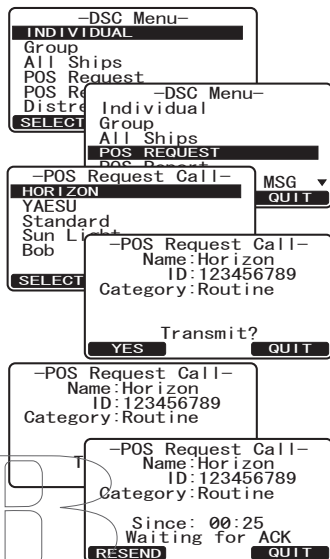 –DSC Menu–
INDIVIDUAL
Group
All Ships
POS Request
POS Re
Distre
SELECT
–DSC Menu–
Individual
Group
All Ships
POS REQUEST
POS Report
MSG ▼
QUIT
–POS Request Call–
HORIZON
YAESU
Standard
Sun Light
Bob
SELECT
–POS Request Call–
Name:Horizon
ID:123456789
Category:Routine
Transmit?
YES QUIT
–POS Request Call–
Name:Horizon
ID:123456789
Category:Routine
T
–POS Request Call–
Name:Horizon
ID:123456789
Category:Routine
Since: 00:25
Waiting for ACK
RESEND QUIT